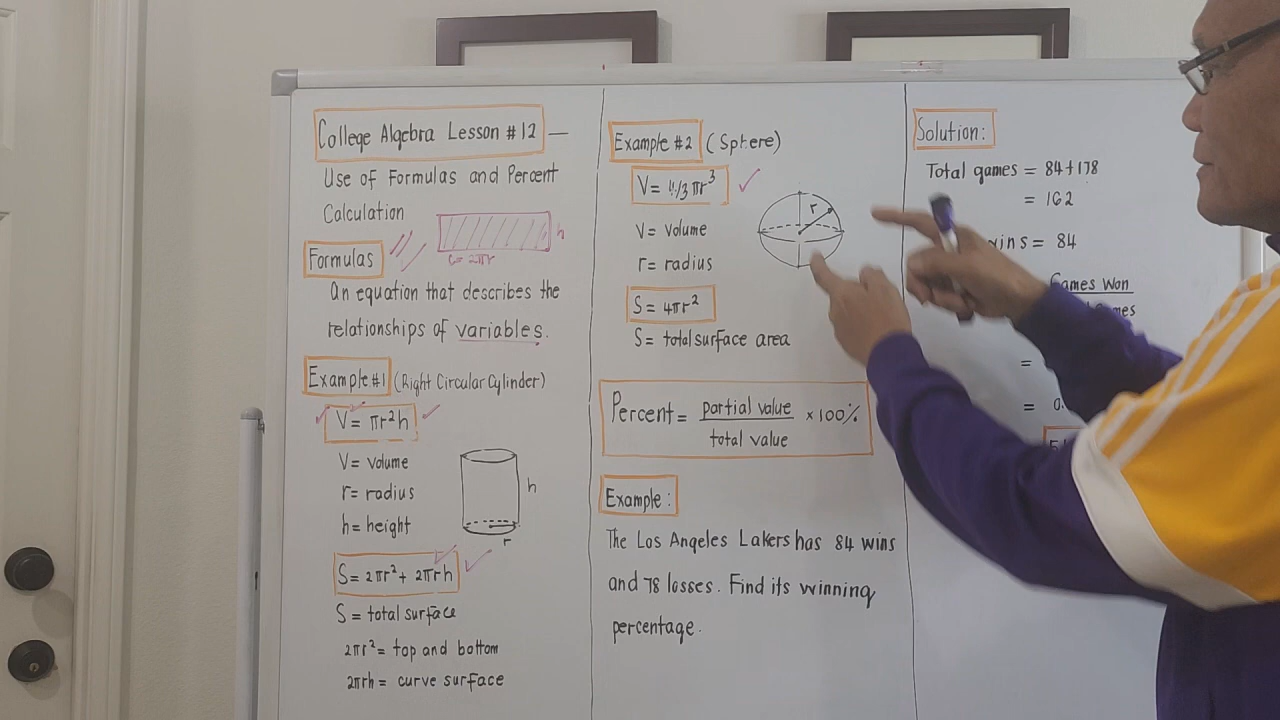 College Algebra Lesson #12 —
Use of Formulas and Percent
Calculation
h
C = 2πr
Formulas
An equation that describes the
relationships of variables.
Example #1 (Right Circular Cylinder)
V = πr²h
V = volume
r = radius
h = height
h
r
S = 2πr² + 2πrh
S = total surface
2πr² = top and bottom
2πrh = curve surface
Example #2 (Sphere)
V = 4/3 πr³
r
V = volume
r = radius
S = 4πr²
S = total surface area
Percent = partial value / total value × 100%
Example:
The Los Angeles Lakers has 84 wins
and 78 losses. Find its winning
percentage.
Solution:
Total games = 84+178
= 162
= 84
Games Won
=
=